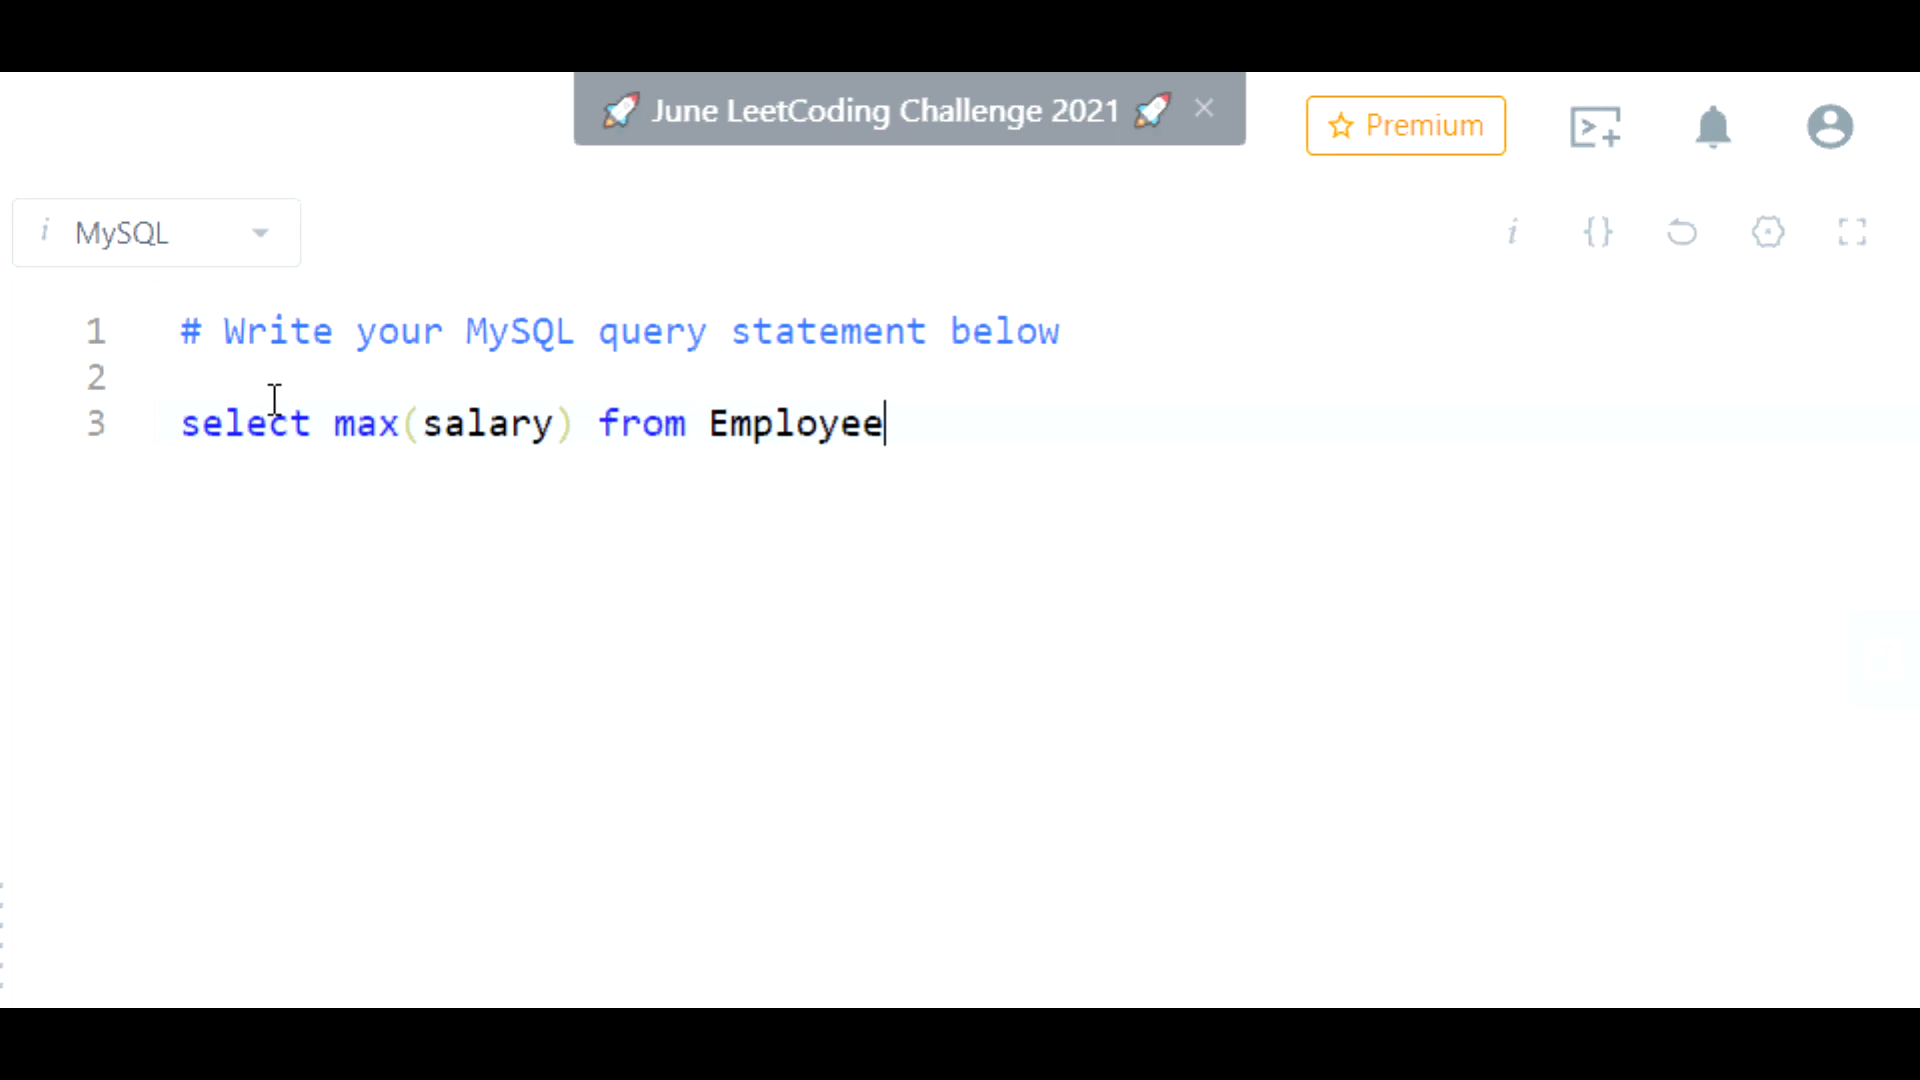 🚀 June LeetCoding Challenge 2021 🚀 ×
Premium
i MySQL
i {}
1 # Write your MySQL query statement below
2
3 select max(salary) from Employee